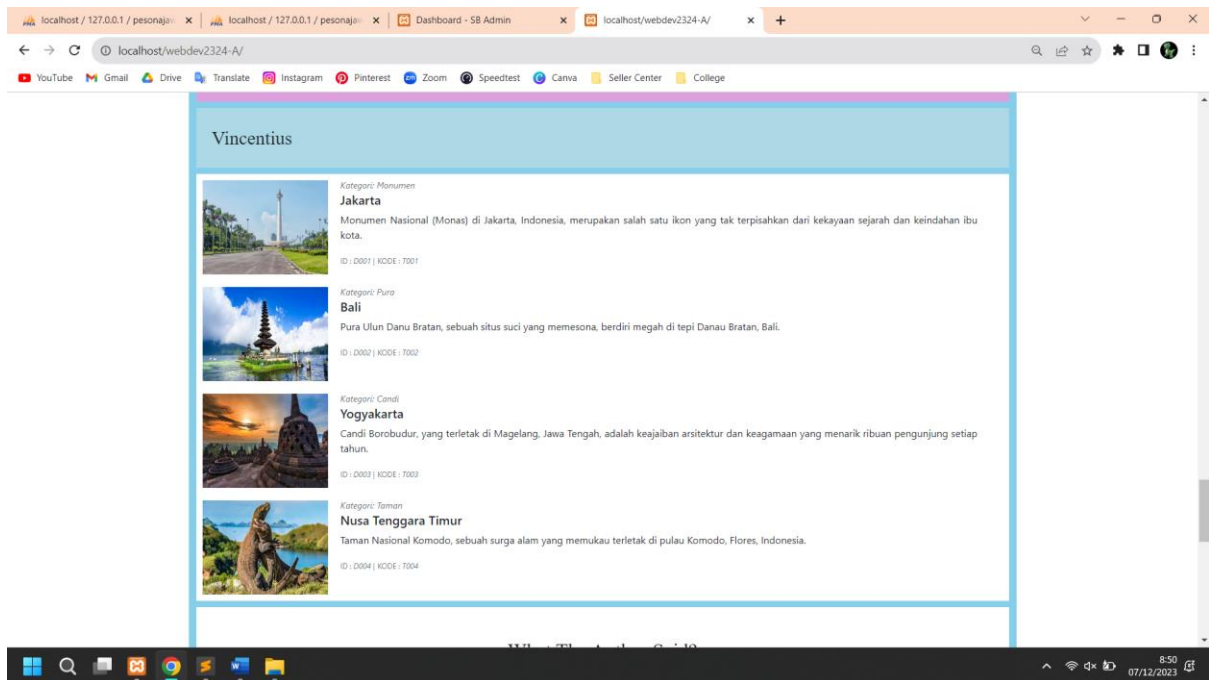 localhost / 127.0.0.1 / pesonajav
localhost / 127.0.0.1 / pesonajav
Dashboard - SB Admin
localhost/webdev2324-A/
localhost/webdev2324-A/
YouTube Gmail Drive Translate Instagram Pinterest Zoom Speedtest Canva Seller Center College
Vincentius
Kategori: Monumen
Jakarta
Monumen Nasional (Monas) di Jakarta, Indonesia, merupakan salah satu ikon yang tak terpisahkan dari kekayaan sejarah dan keindahan ibu
kota.
ID : D001 | KODE : T001
Kategori: Pura
Bali
Pura Ulun Danu Bratan, sebuah situs suci yang memesona, berdiri megah di tepi Danau Bratan, Bali.
ID : D002 | KODE : T002
Kategori: Candi
Yogyakarta
Candi Borobudur, yang terletak di Magelang, Jawa Tengah, adalah keajaiban arsitektur dan keagamaan yang menarik ribuan pengunjung setiap
tahun.
ID : D003 | KODE : T003
Kategori: Taman
Nusa Tenggara Timur
Taman Nasional Komodo, sebuah surga alam yang memukau terletak di pulau Komodo, Flores, Indonesia.
ID : D004 | KODE : T004
What The Author Said?
8:50
07/12/2023